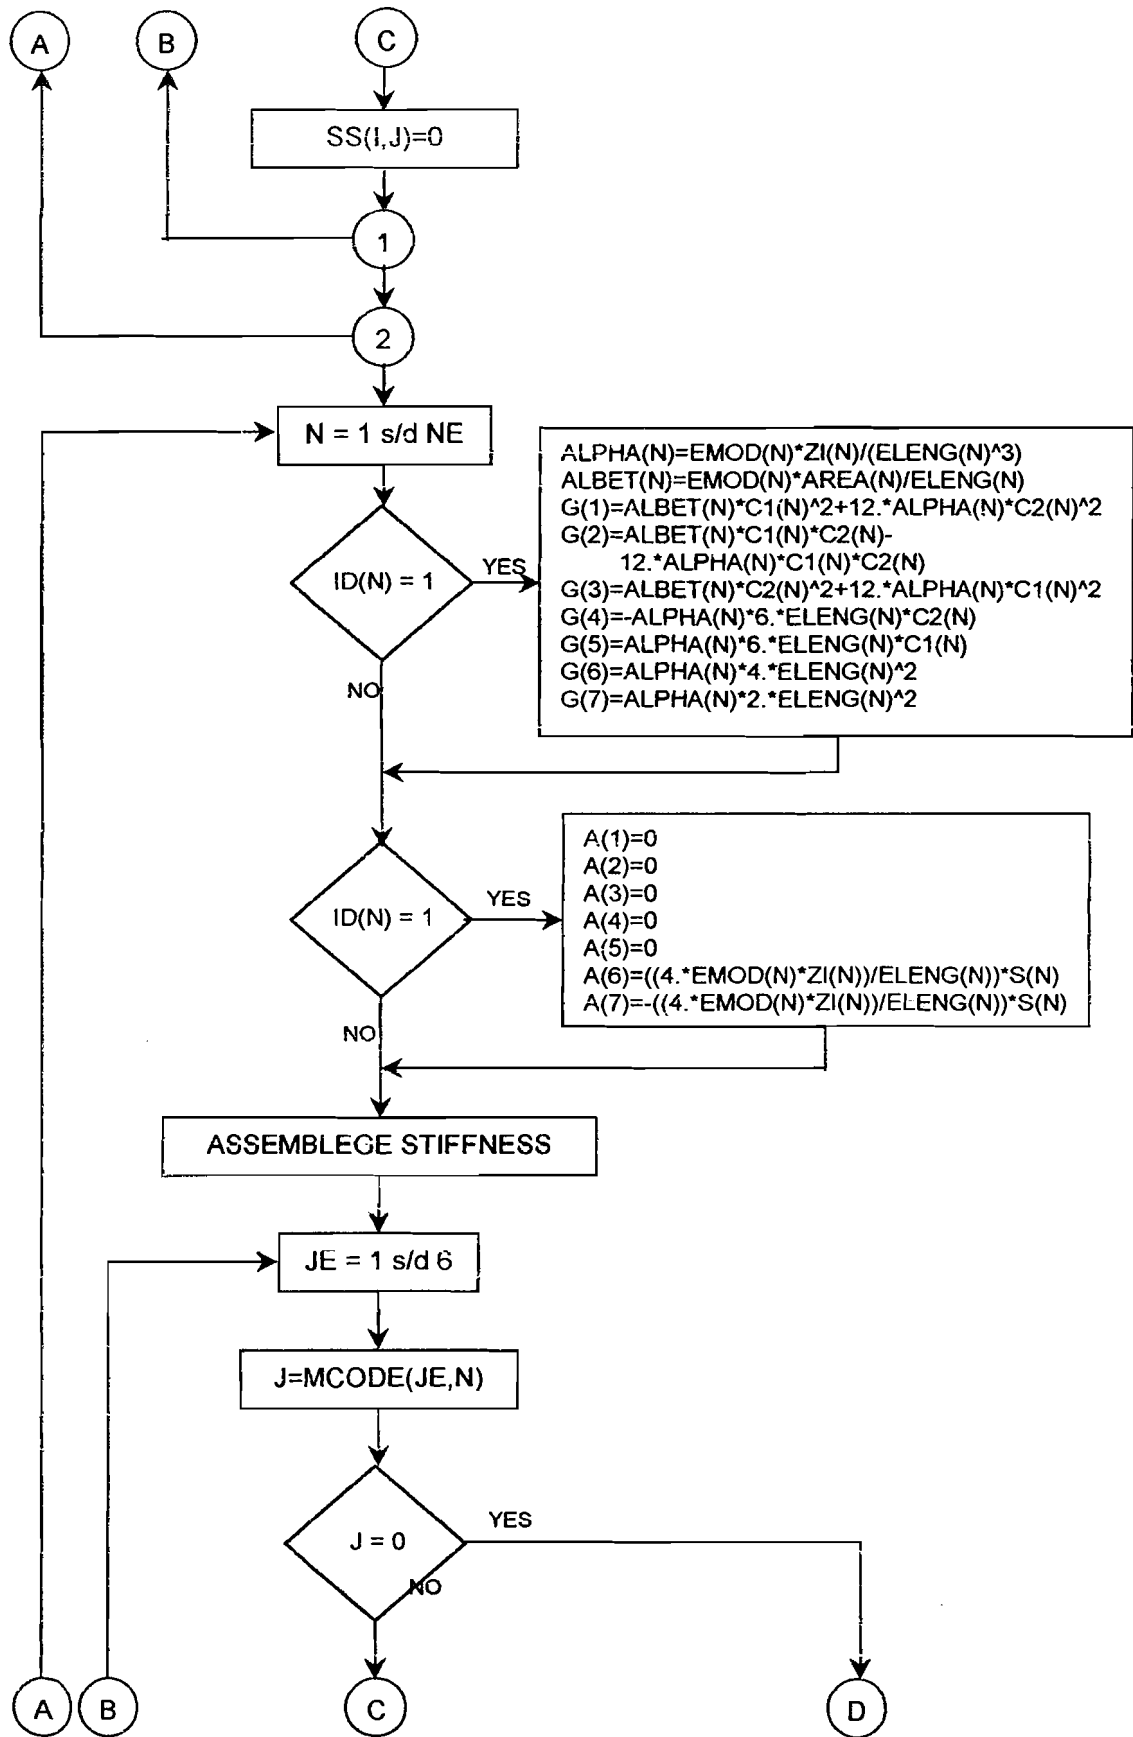 A
B
C
SS(I,J)=0
1
2
N = 1 s/d NE
ID(N) = 1
YES
NO
ALPHA(N)=EMOD(N)*ZI(N)/(ELENG(N)^3)
ALBET(N)=EMOD(N)*AREA(N)/ELENG(N)
G(1)=ALBET(N)*C1(N)^2+12.*ALPHA(N)*C2(N)^2
G(2)=ALBET(N)*C1(N)*C2(N)-
12.*ALPHA(N)*C1(N)*C2(N)
G(3)=ALBET(N)*C2(N)^2+12.*ALPHA(N)*C1(N)^2
G(4)=-ALPHA(N)*6.*ELENG(N)*C2(N)
G(5)=ALPHA(N)*6.*ELENG(N)*C1(N)
G(6)=ALPHA(N)*4.*ELENG(N)^2
G(7)=ALPHA(N)*2.*ELENG(N)^2
ID(N) = 1
YES
NO
A(1)=0
A(2)=0
A(3)=0
A(4)=0
A(5)=0
A(6)=((4.*EMOD(N)*ZI(N))/ELENG(N))*S(N)
A(7)=-((4.*EMOD(N)*ZI(N))/ELENG(N))*S(N)
ASSEMBLEGE STIFFNESS
JE = 1 s/d 6
J=MCODE(JE,N)
J = 0
YES
NO
A
B
C
D